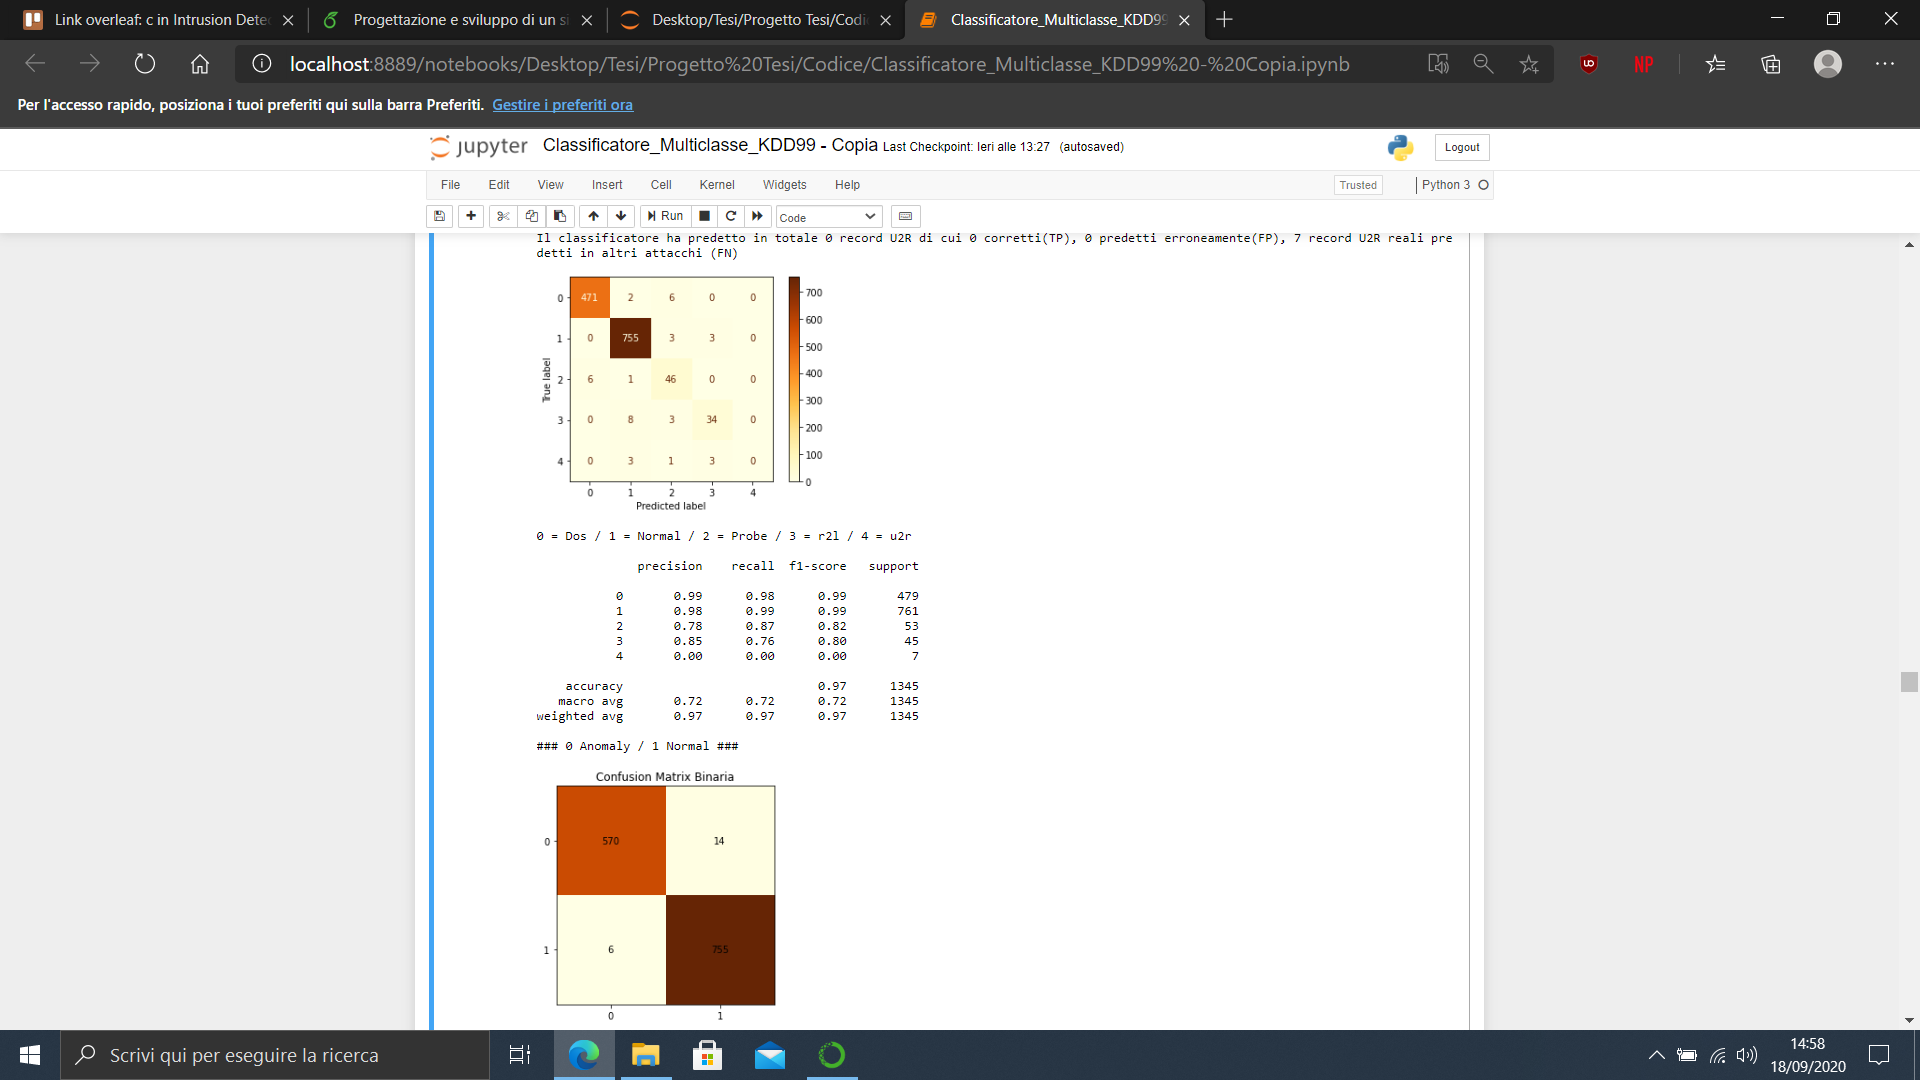 Link overleaf: c in Intrusion Dete
Progettazione e sviluppo di un si
Desktop/Tesi/Progetto Tesi/Codi
Classificatore_Multiclasse_KDD99
localhost:8889/notebooks/Desktop/Tesi/Progetto%20Tesi/Codice/Classificatore_Multiclasse_KDD99%20-%20Copia.ipynb
NP
Per l'accesso rapido, posiziona i tuoi preferiti qui sulla barra Preferiti. Gestire i preferiti ora
jupyter Classificatore_Multiclasse_KDD99 - Copia Last Checkpoint: Ieri alle 13:27 (autosaved)
Logout
File Edit View Insert Cell Kernel Widgets Help
Trusted Python 3
Run Code
Il classificatore ha predetto in totale 0 record U2R di cui 0 corretti(TP), 0 predetti erroneamente(FP), 7 record U2R reali pre
detti in altri attacchi (FN)
0 471 2 6 0 0
1 0 755 3 3 0
2 6 1 46 0 0
3 0 8 3 34 0
4 0 3 1 3 0
0 1 2 3 4
True label
Predicted label
700
600
500
400
300
200
100
0
0 = Dos / 1 = Normal / 2 = Probe / 3 = r2l / 4 = u2r
precision recall f1-score support
0 0.99 0.98 0.99 479
1 0.98 0.99 0.99 761
2 0.78 0.87 0.82 53
3 0.85 0.76 0.80 45
4 0.00 0.00 0.00 7
accuracy 0.97 1345
macro avg 0.72 0.72 0.72 1345
weighted avg 0.97 0.97 0.97 1345
### 0 Anomaly / 1 Normal ###
Confusion Matrix Binaria
0 570 14
1 6 755
0 1
Scrivi qui per eseguire la ricerca
14:58
18/09/2020